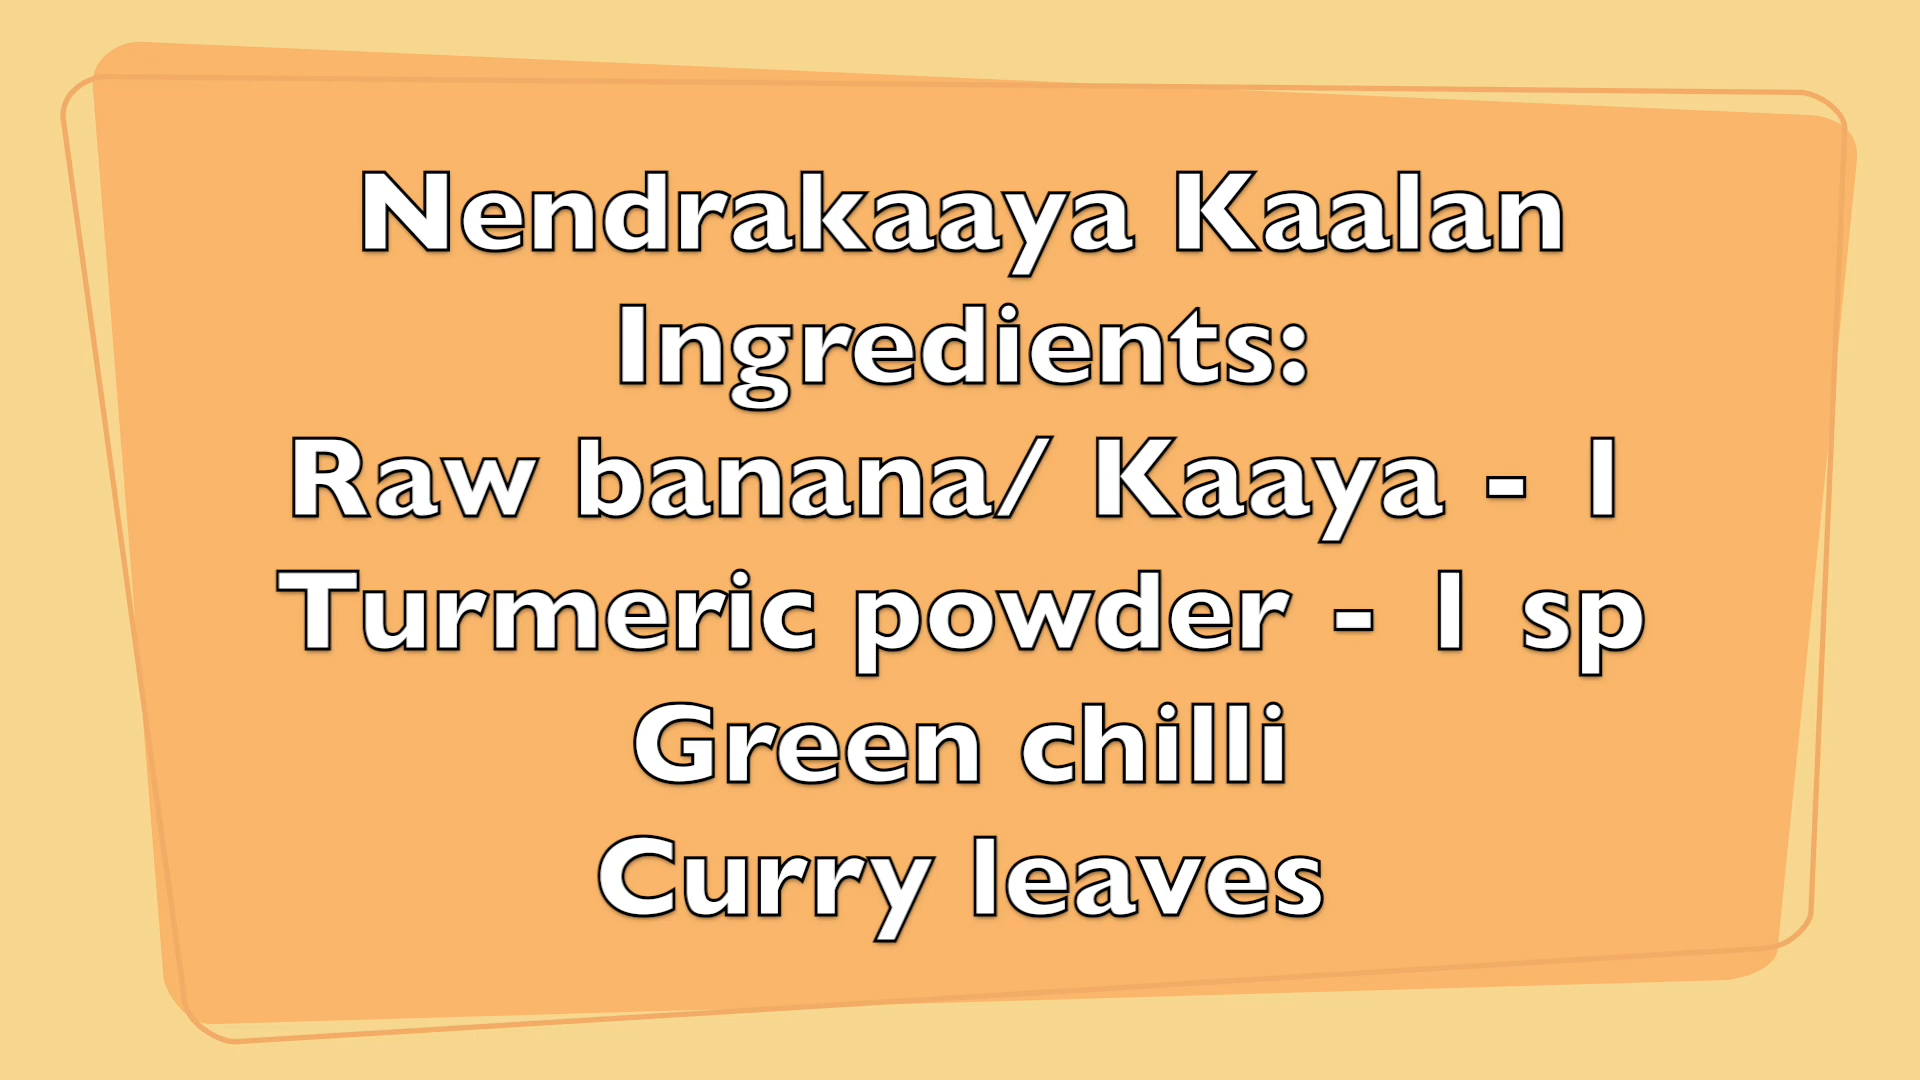 Nendrakaaya Kaalan
Ingredients:
Raw banana/ Kaaya - 1
Turmeric powder - 1 sp
Green chilli
Curry leaves